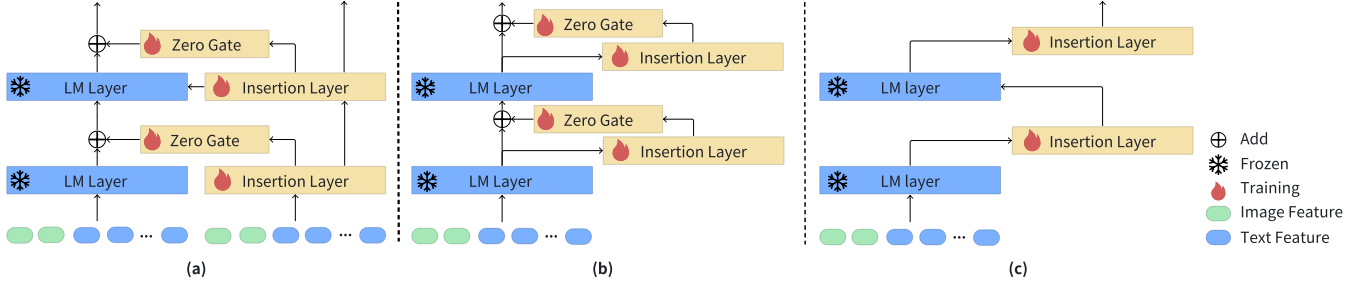 Zero Gate
LM Layer
Insertion Layer
Zero Gate
LM Layer
Insertion Layer
...
...
(a)
Zero Gate
Insertion Layer
LM Layer
Zero Gate
Insertion Layer
LM Layer
...
(b)
Insertion Layer
LM layer
Insertion Layer
LM layer
...
(c)
Add
Frozen
Training
Image Feature
Text Feature